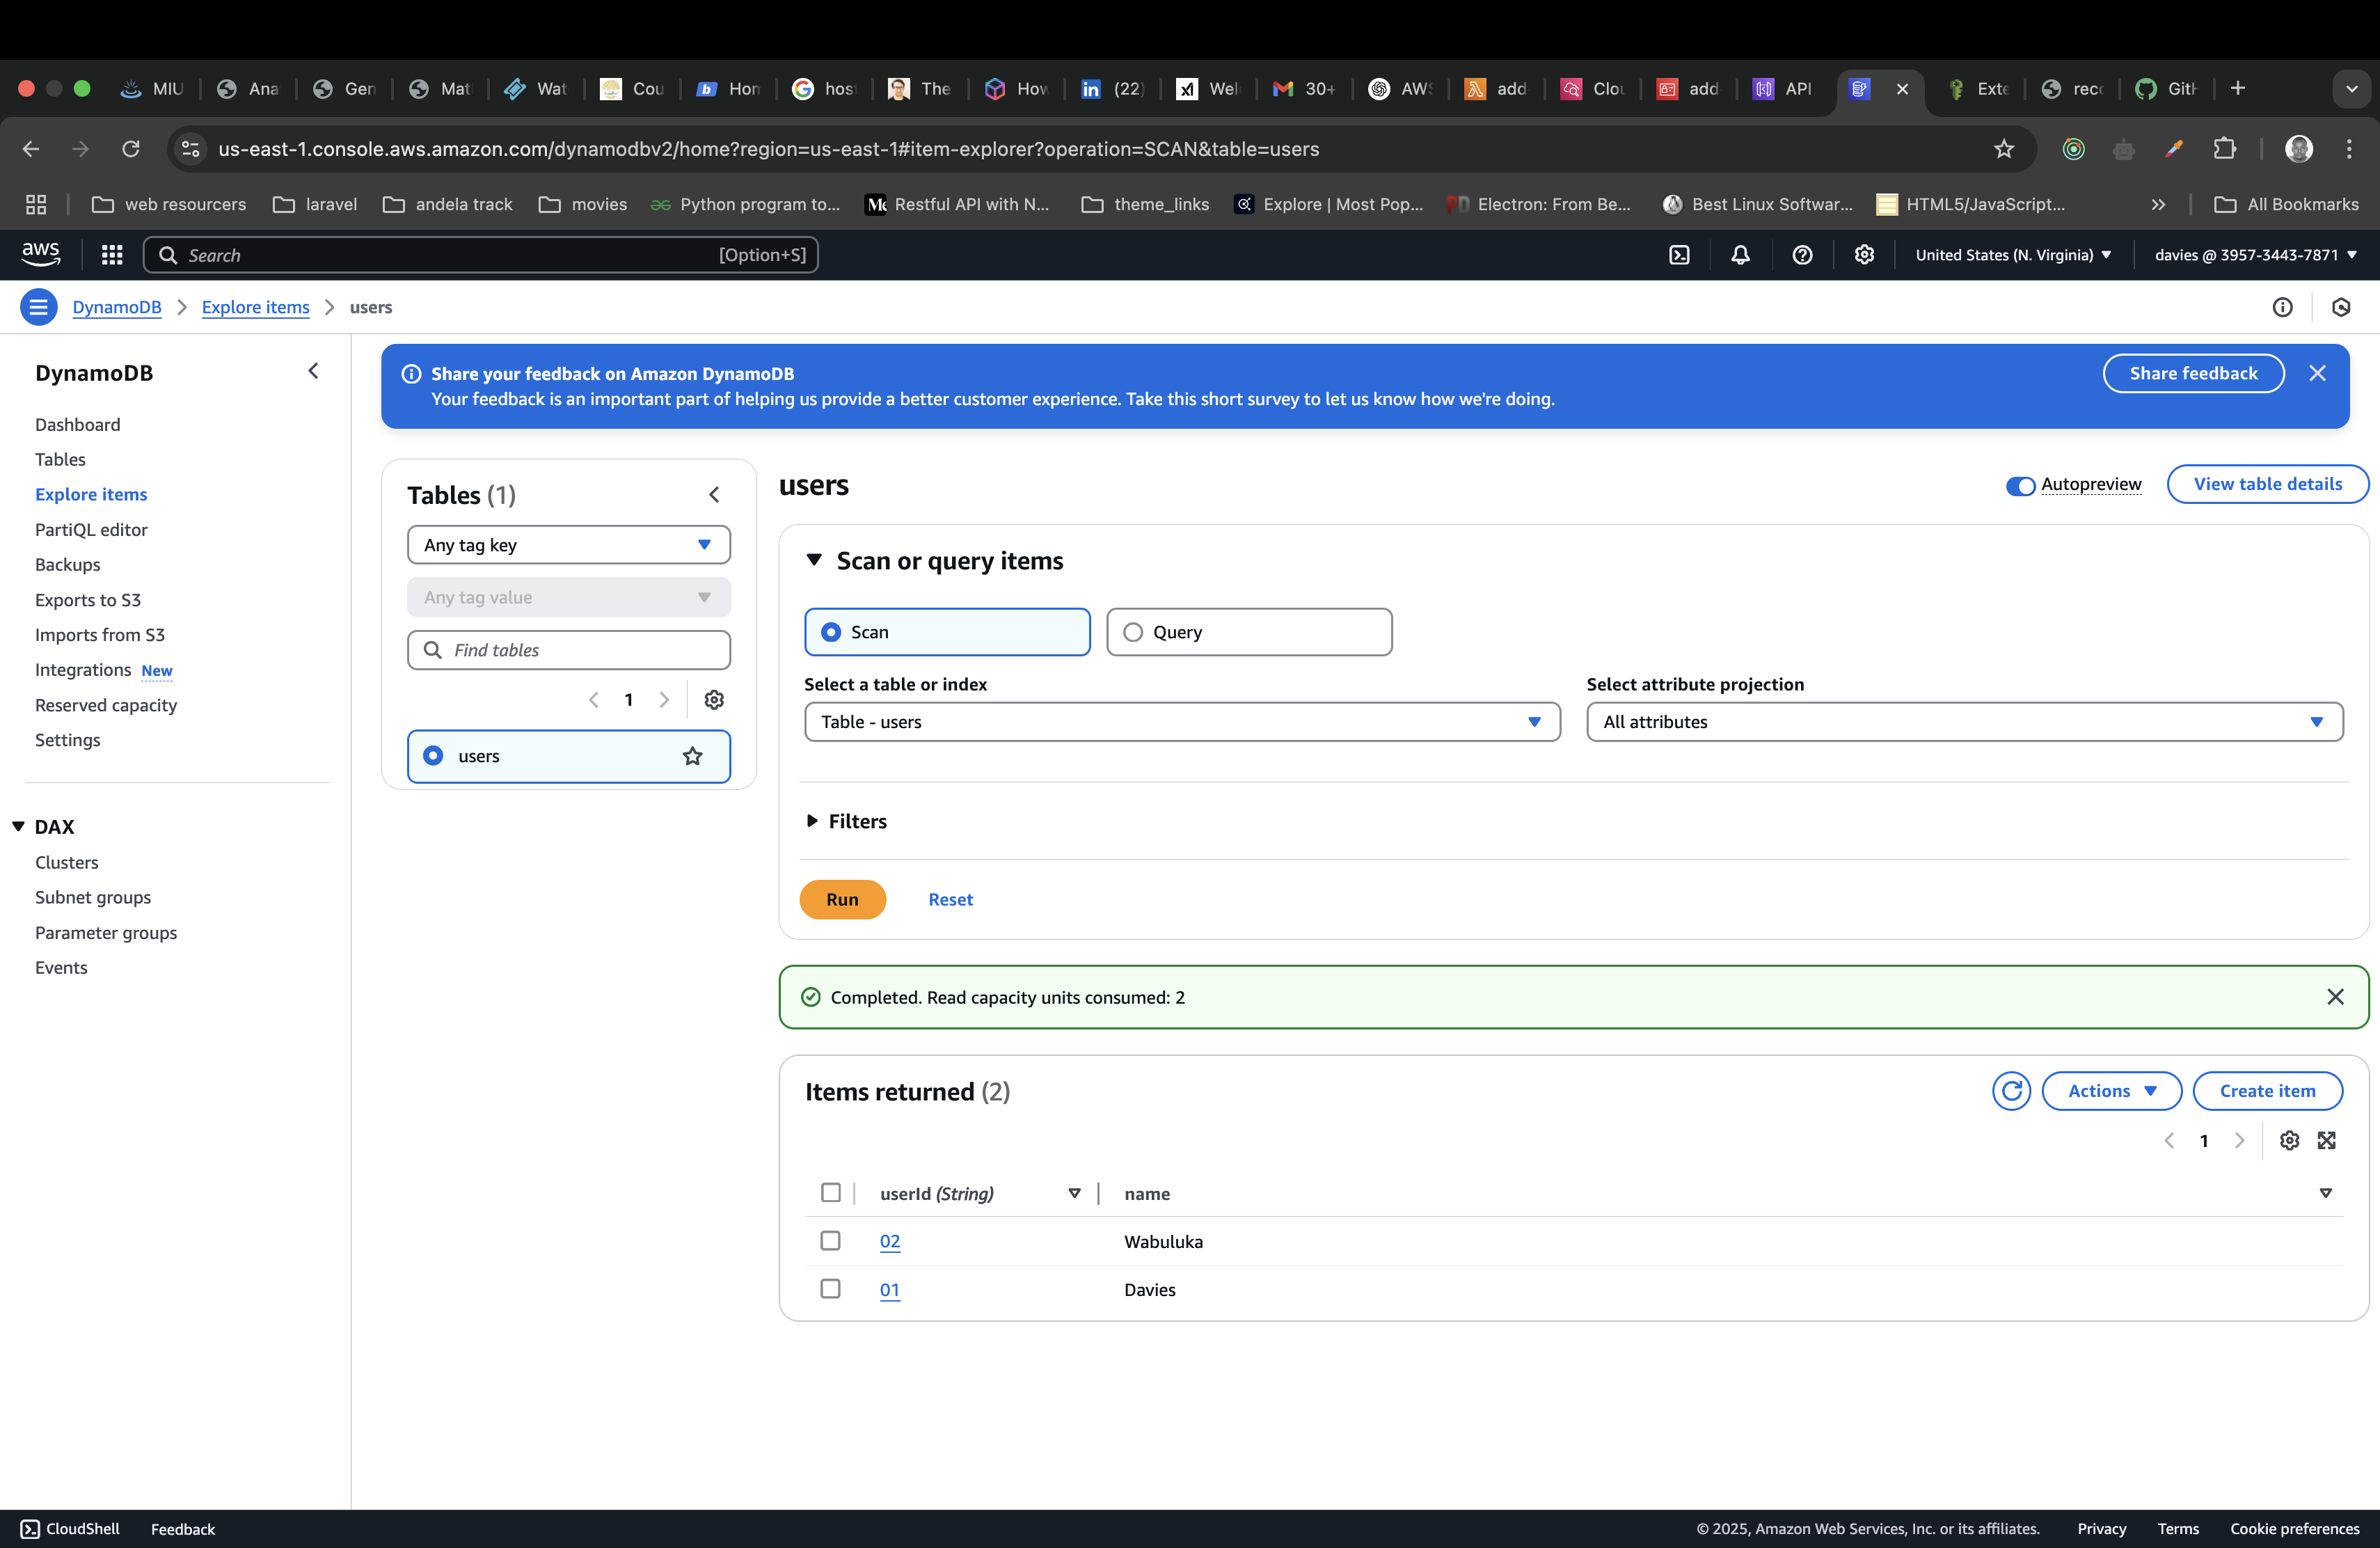 MIU
Ana
Gen
Mat
Wat
Cou
Hon
host
The
How
(22)
Wel
30+
AWS
add
Clou
add
API
Exte
reco
GitH
us-east-1.console.aws.amazon.com/dynamodbv2/home?region=us-east-1#item-explorer?operation=SCAN&table=users
web resourcers
laravel
andela track
movies
Python program to...
Restful API with N...
theme_links
Explore | Most Pop...
Electron: From Be...
Best Linux Softwar...
HTML5/JavaScript...
All Bookmarks
aws
Search
[Option+S]
United States (N. Virginia)
davies @ 3957-3443-7871
DynamoDB
Explore items
users
DynamoDB
Dashboard
Tables
Explore items
PartiQL editor
Backups
Exports to S3
Imports from S3
Integrations New
Reserved capacity
Settings
DAX
Clusters
Subnet groups
Parameter groups
Events
Share your feedback on Amazon DynamoDB
Your feedback is an important part of helping us provide a better customer experience. Take this short survey to let us know how we're doing.
Share feedback
Tables (1)
Any tag key
Any tag value
Find tables
1
users
users
Autopreview
View table details
Scan or query items
Scan
Query
Select a table or index
Table - users
Select attribute projection
All attributes
Filters
Run
Reset
Completed. Read capacity units consumed: 2
Items returned (2)
Actions
Create item
1
userId (String)
name
02
Wabuluka
01
Davies
CloudShell
Feedback
© 2025, Amazon Web Services, Inc. or its affiliates.
Privacy
Terms
Cookie preferences